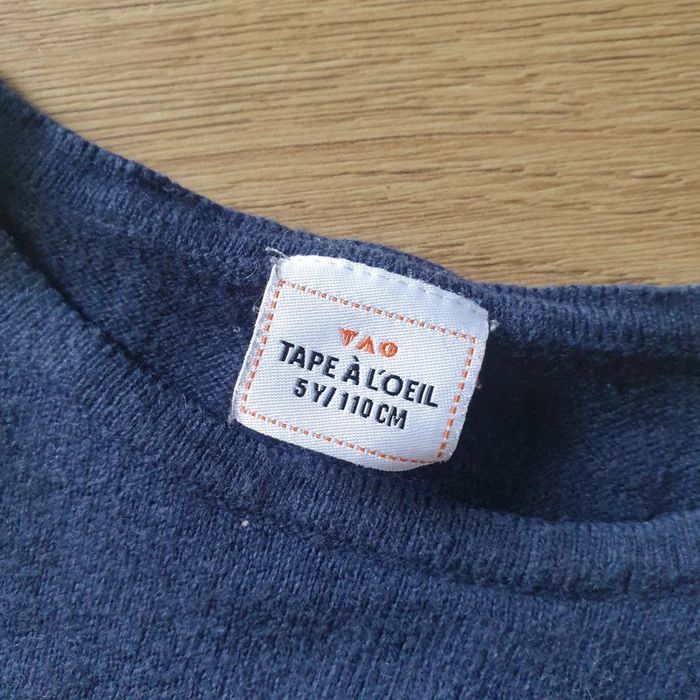 TAO
TAPE À L'OEIL
5 Y/110 CM